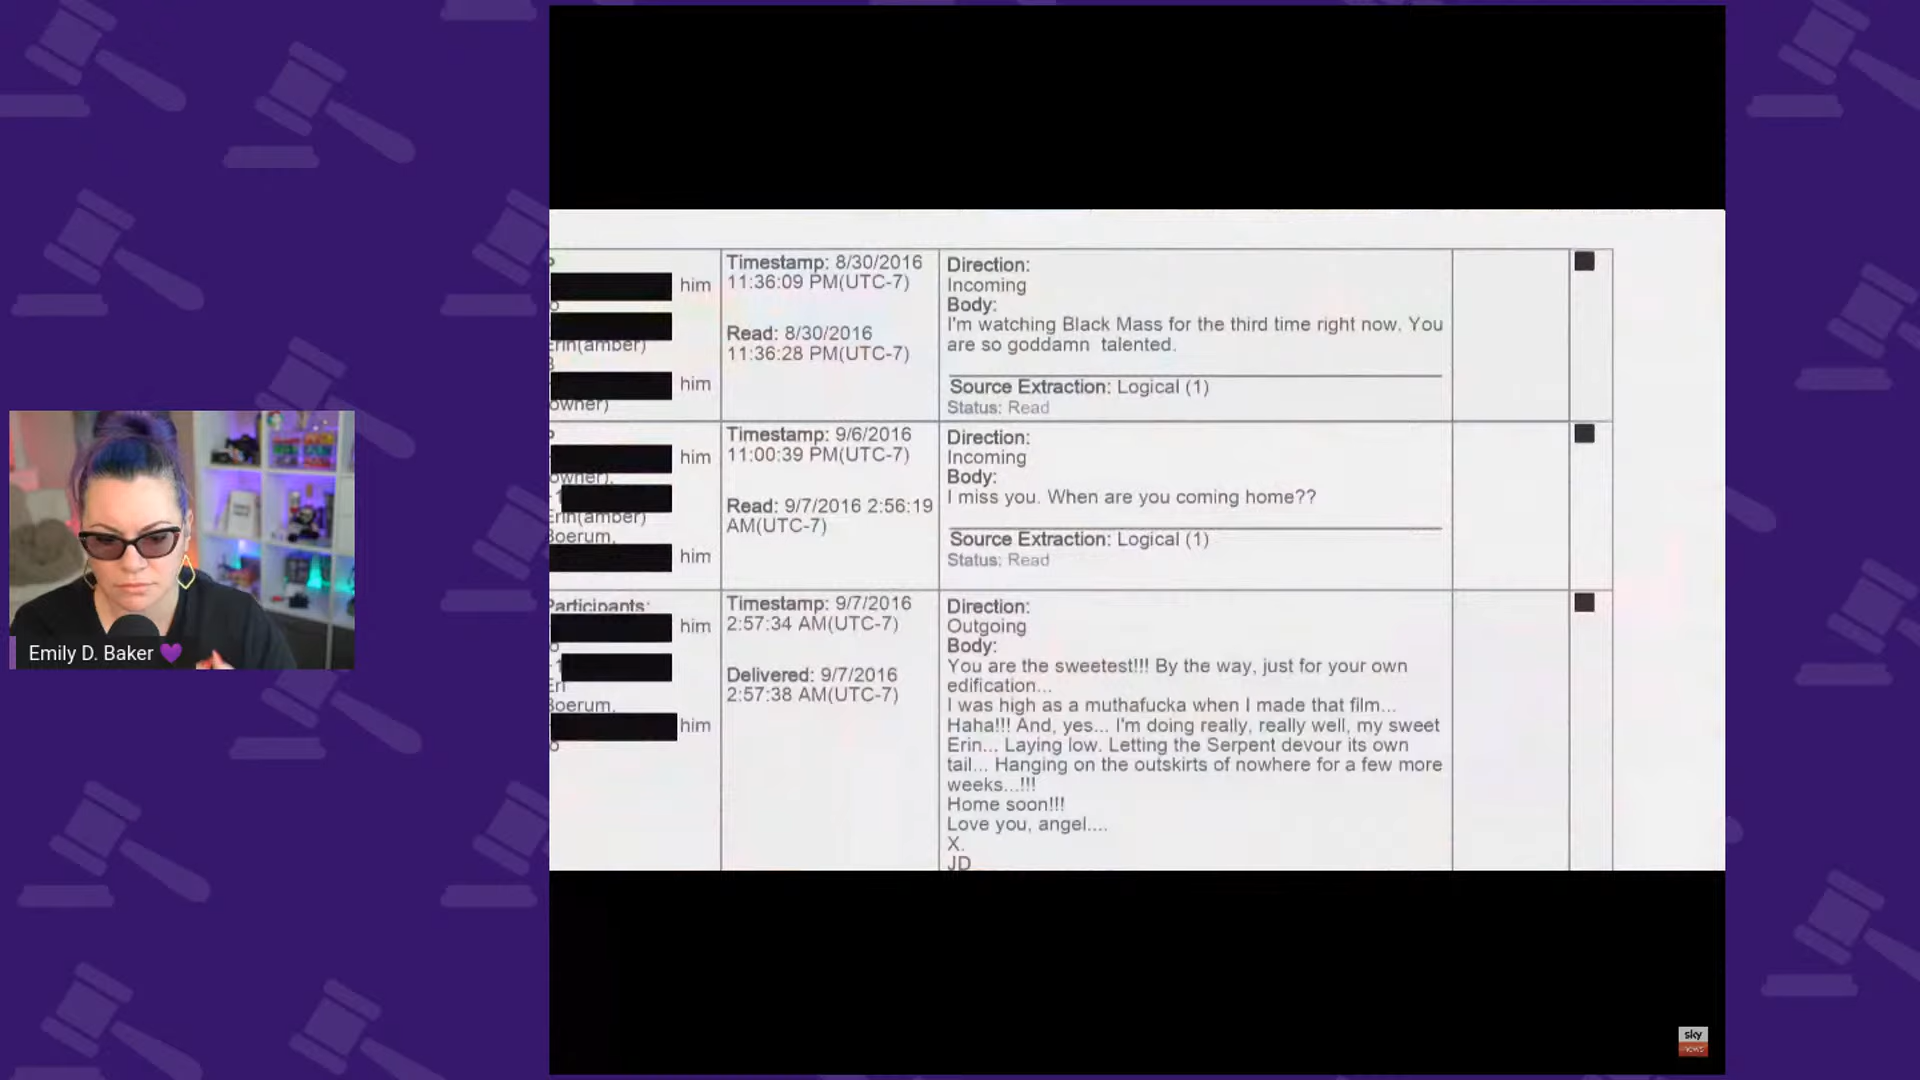 him
Erin(amber)
him
owner)
Timestamp: 8/30/2016
11:36:09 PM(UTC-7)
Read: 8/30/2016
11:36:28 PM(UTC-7)
Direction:
Incoming
Body:
I'm watching Black Mass for the third time right now. You
are so goddamn  talented.
Source Extraction: Logical (1)
Status: Read
him
owner),
Erin(amber)
Boerum,
him
Timestamp: 9/6/2016
11:00:39 PM(UTC-7)
Read: 9/7/2016 2:56:19
AM(UTC-7)
Direction:
Incoming
Body:
I miss you. When are you coming home??
Source Extraction: Logical (1)
Status: Read
Participants:
him
Eri
Boerum,
him
Timestamp: 9/7/2016
2:57:34 AM(UTC-7)
Delivered: 9/7/2016
2:57:38 AM(UTC-7)
Direction:
Outgoing
Body:
You are the sweetest!!! By the way, just for your own
edification...
I was high as a muthafucka when I made that film...
Haha!!! And, yes... I'm doing really, really well, my sweet
Erin... Laying low. Letting the Serpent devour its own
tail... Hanging on the outskirts of nowhere for a few more
weeks...!!!
Home soon!!!
Love you, angel....
X.
JD
Emily D. Baker 💜
sky
news